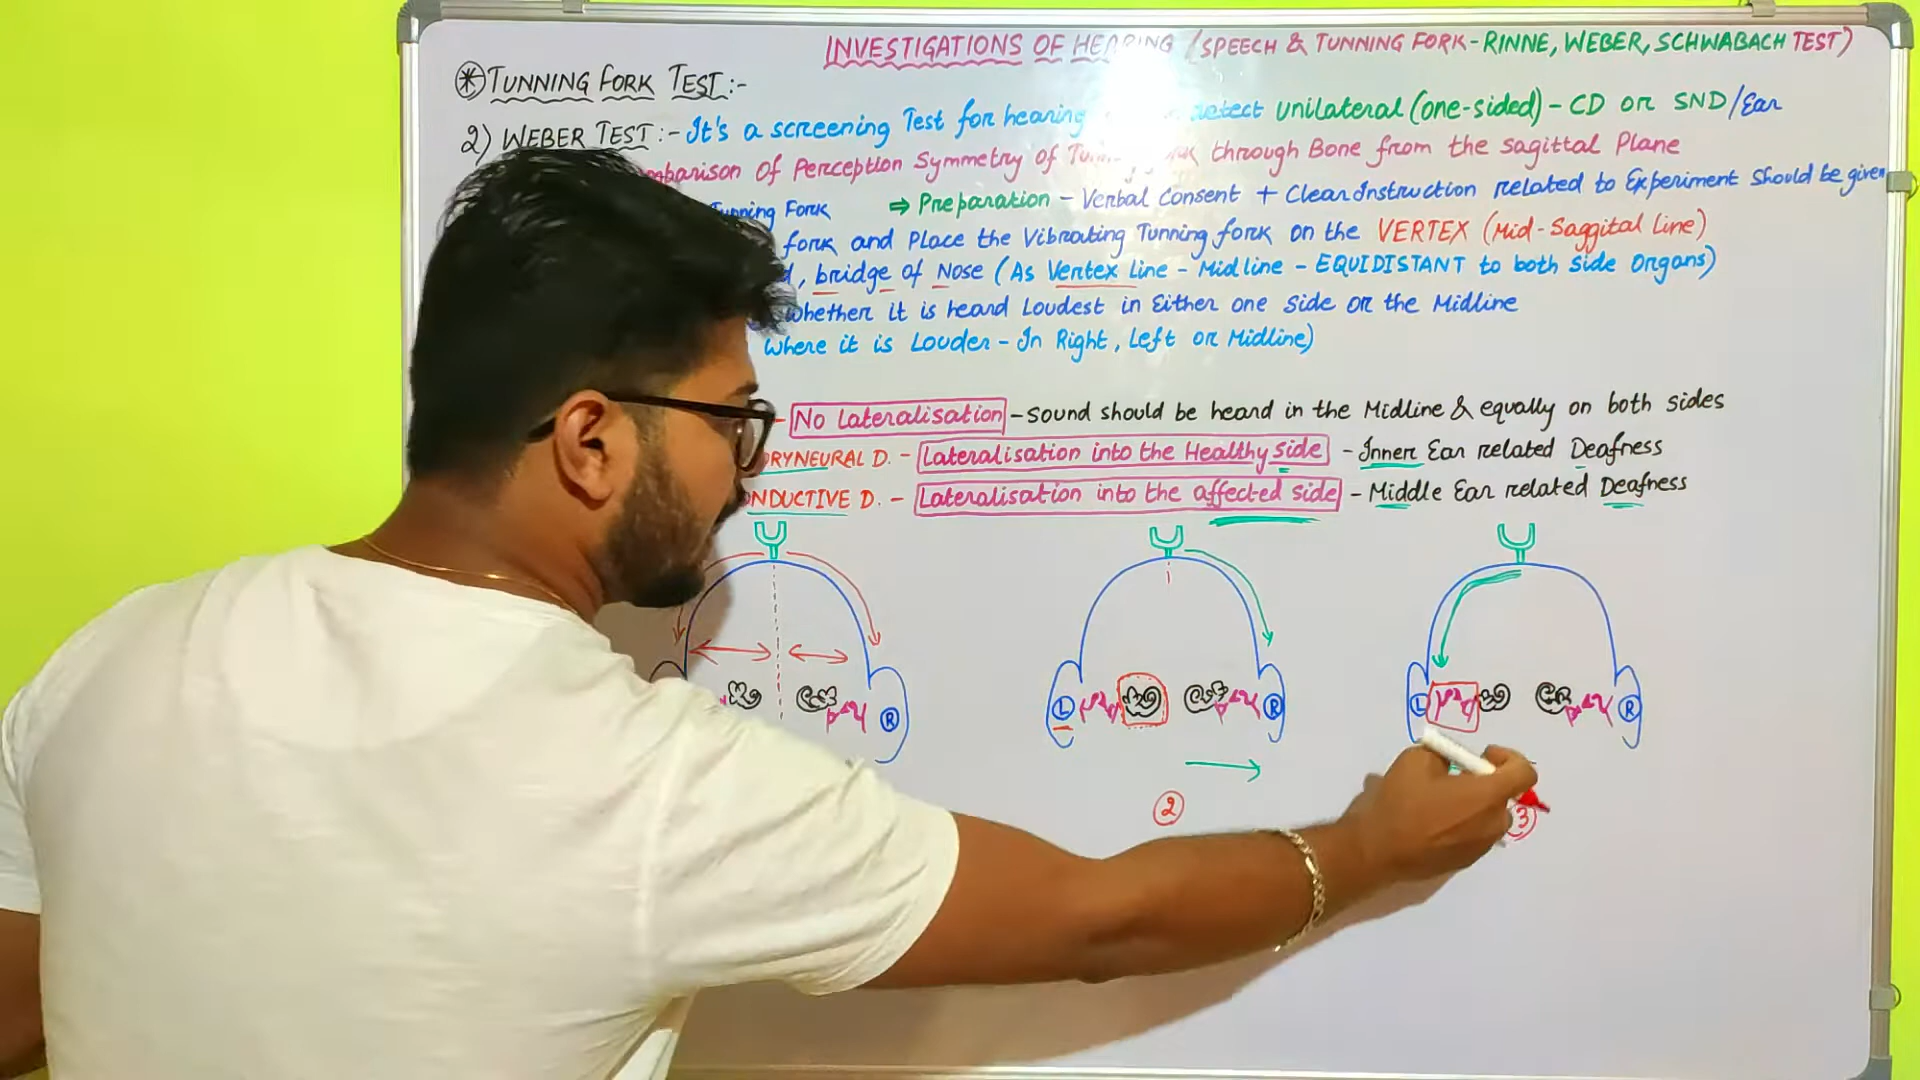 INVESTIGATIONS OF HEARING (SPEECH & TUNNING FORK-RINNE, WEBER, SCHWABACH TEST)
* TUNNING FORK TEST:-
2) WEBER TEST:- It's a screening Test for hearing detect unilateral (one-sided) - CD or SND/Ear
mparison Of Perception Symmetry of through Bone from the sagittal Plane
Tunning Fork ⇒ Preparation - Verbal Consent + Clear Instruction related to Experiment Should be given
fork and Place the Vibrating Tunning fork on the VERTEX (Mid-Saggital Line)
, bridge of Nose (As Vertex line - Midline - EQUIDISTANT to both side Organs)
whether it is heard Loudest in Either one side or the Midline
where it is Louder - In Right, Left or Midline)
- No Lateralisation - Sound should be heard in the Midline & equally on both sides
ORYNEURAL D. - Lateralisation into the Healthy side - Inner Ear related Deafness
NDUCTIVE D. - Lateralisation into the affected side - Middle Ear related Deafness
R L R L R
2 3